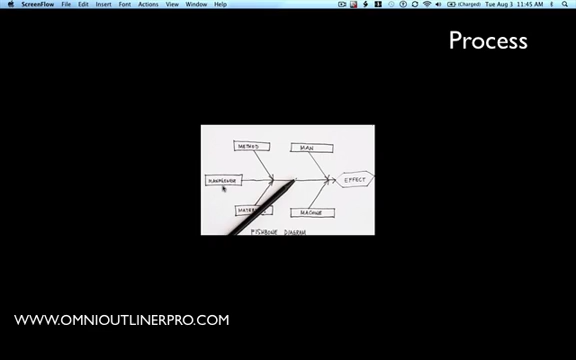 ScreenFlow File Edit Insert Font Actions View Window Help (Charged) Tue Aug 3 11:45 AM
Process
METHOD MAN
EFFECT
MACHINE
FISHBONE DIAGRAM
WWW.OMNIOUTLINERPRO.COM